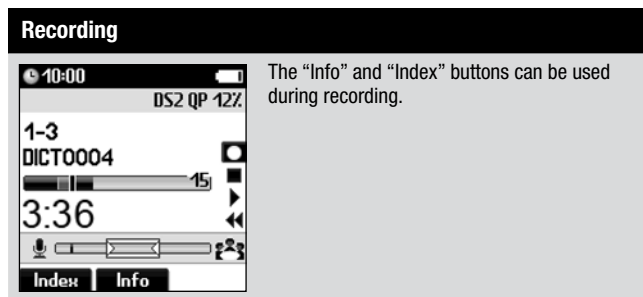 Recording
10:00
DS2 QP 12%
1-3
DICT0004
15
3:36
Index Info
The “Info” and “Index” buttons can be used
during recording.